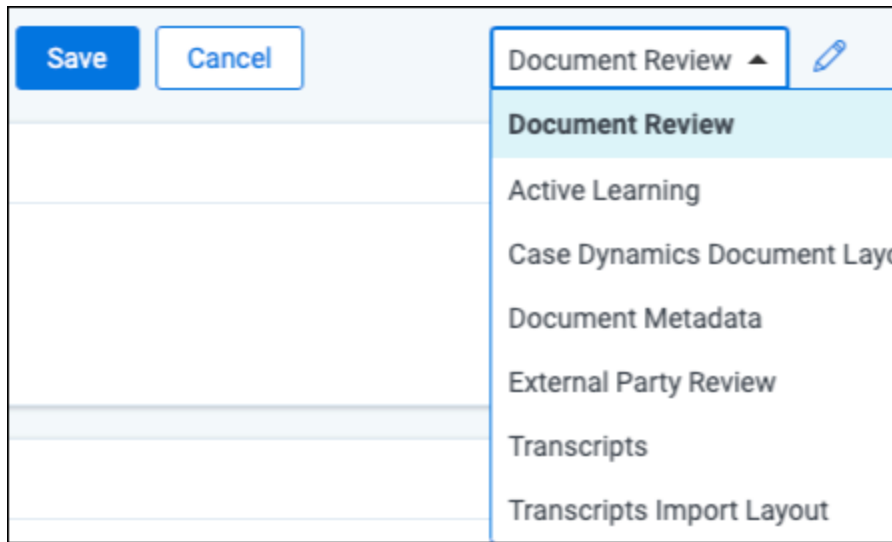 Save Cancel Document Review
Document Review
Active Learning
Case Dynamics Document
Document Metadata
External Party Review
Transcripts
Transcripts Import Layout